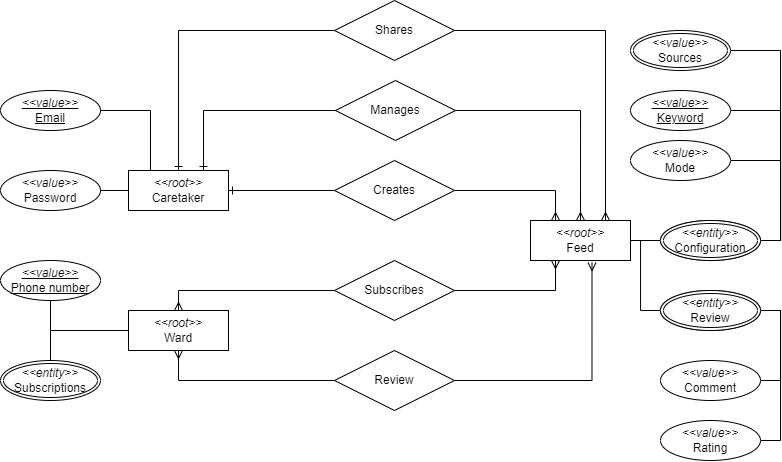 Shares
<<value>>
Sources
<<value>>
Email
Manages
<<value>>
Keyword
<<value>>
Mode
<<value>>
Password
<<root>>
Caretaker
Creates
<<root>>
Feed
<<entity>>
Configuration
<<value>>
Phone number
Subscribes
<<entity>>
Review
<<root>>
Ward
<<entity>>
Subscriptions
Review
<<value>>
Comment
<<value>>
Rating